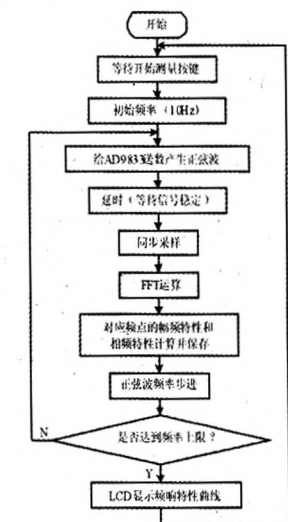 开始
等待开始测量按键
初始频率（10Hz）
给AD9833送数产生正弦波
延时（等待信号稳定）
同步采样
FFT运算
对应频点的幅频特性和
相频特性计算并保存
正弦波频率步进
N
是否达到频率上限？
Y
LCD显示频响特性曲线